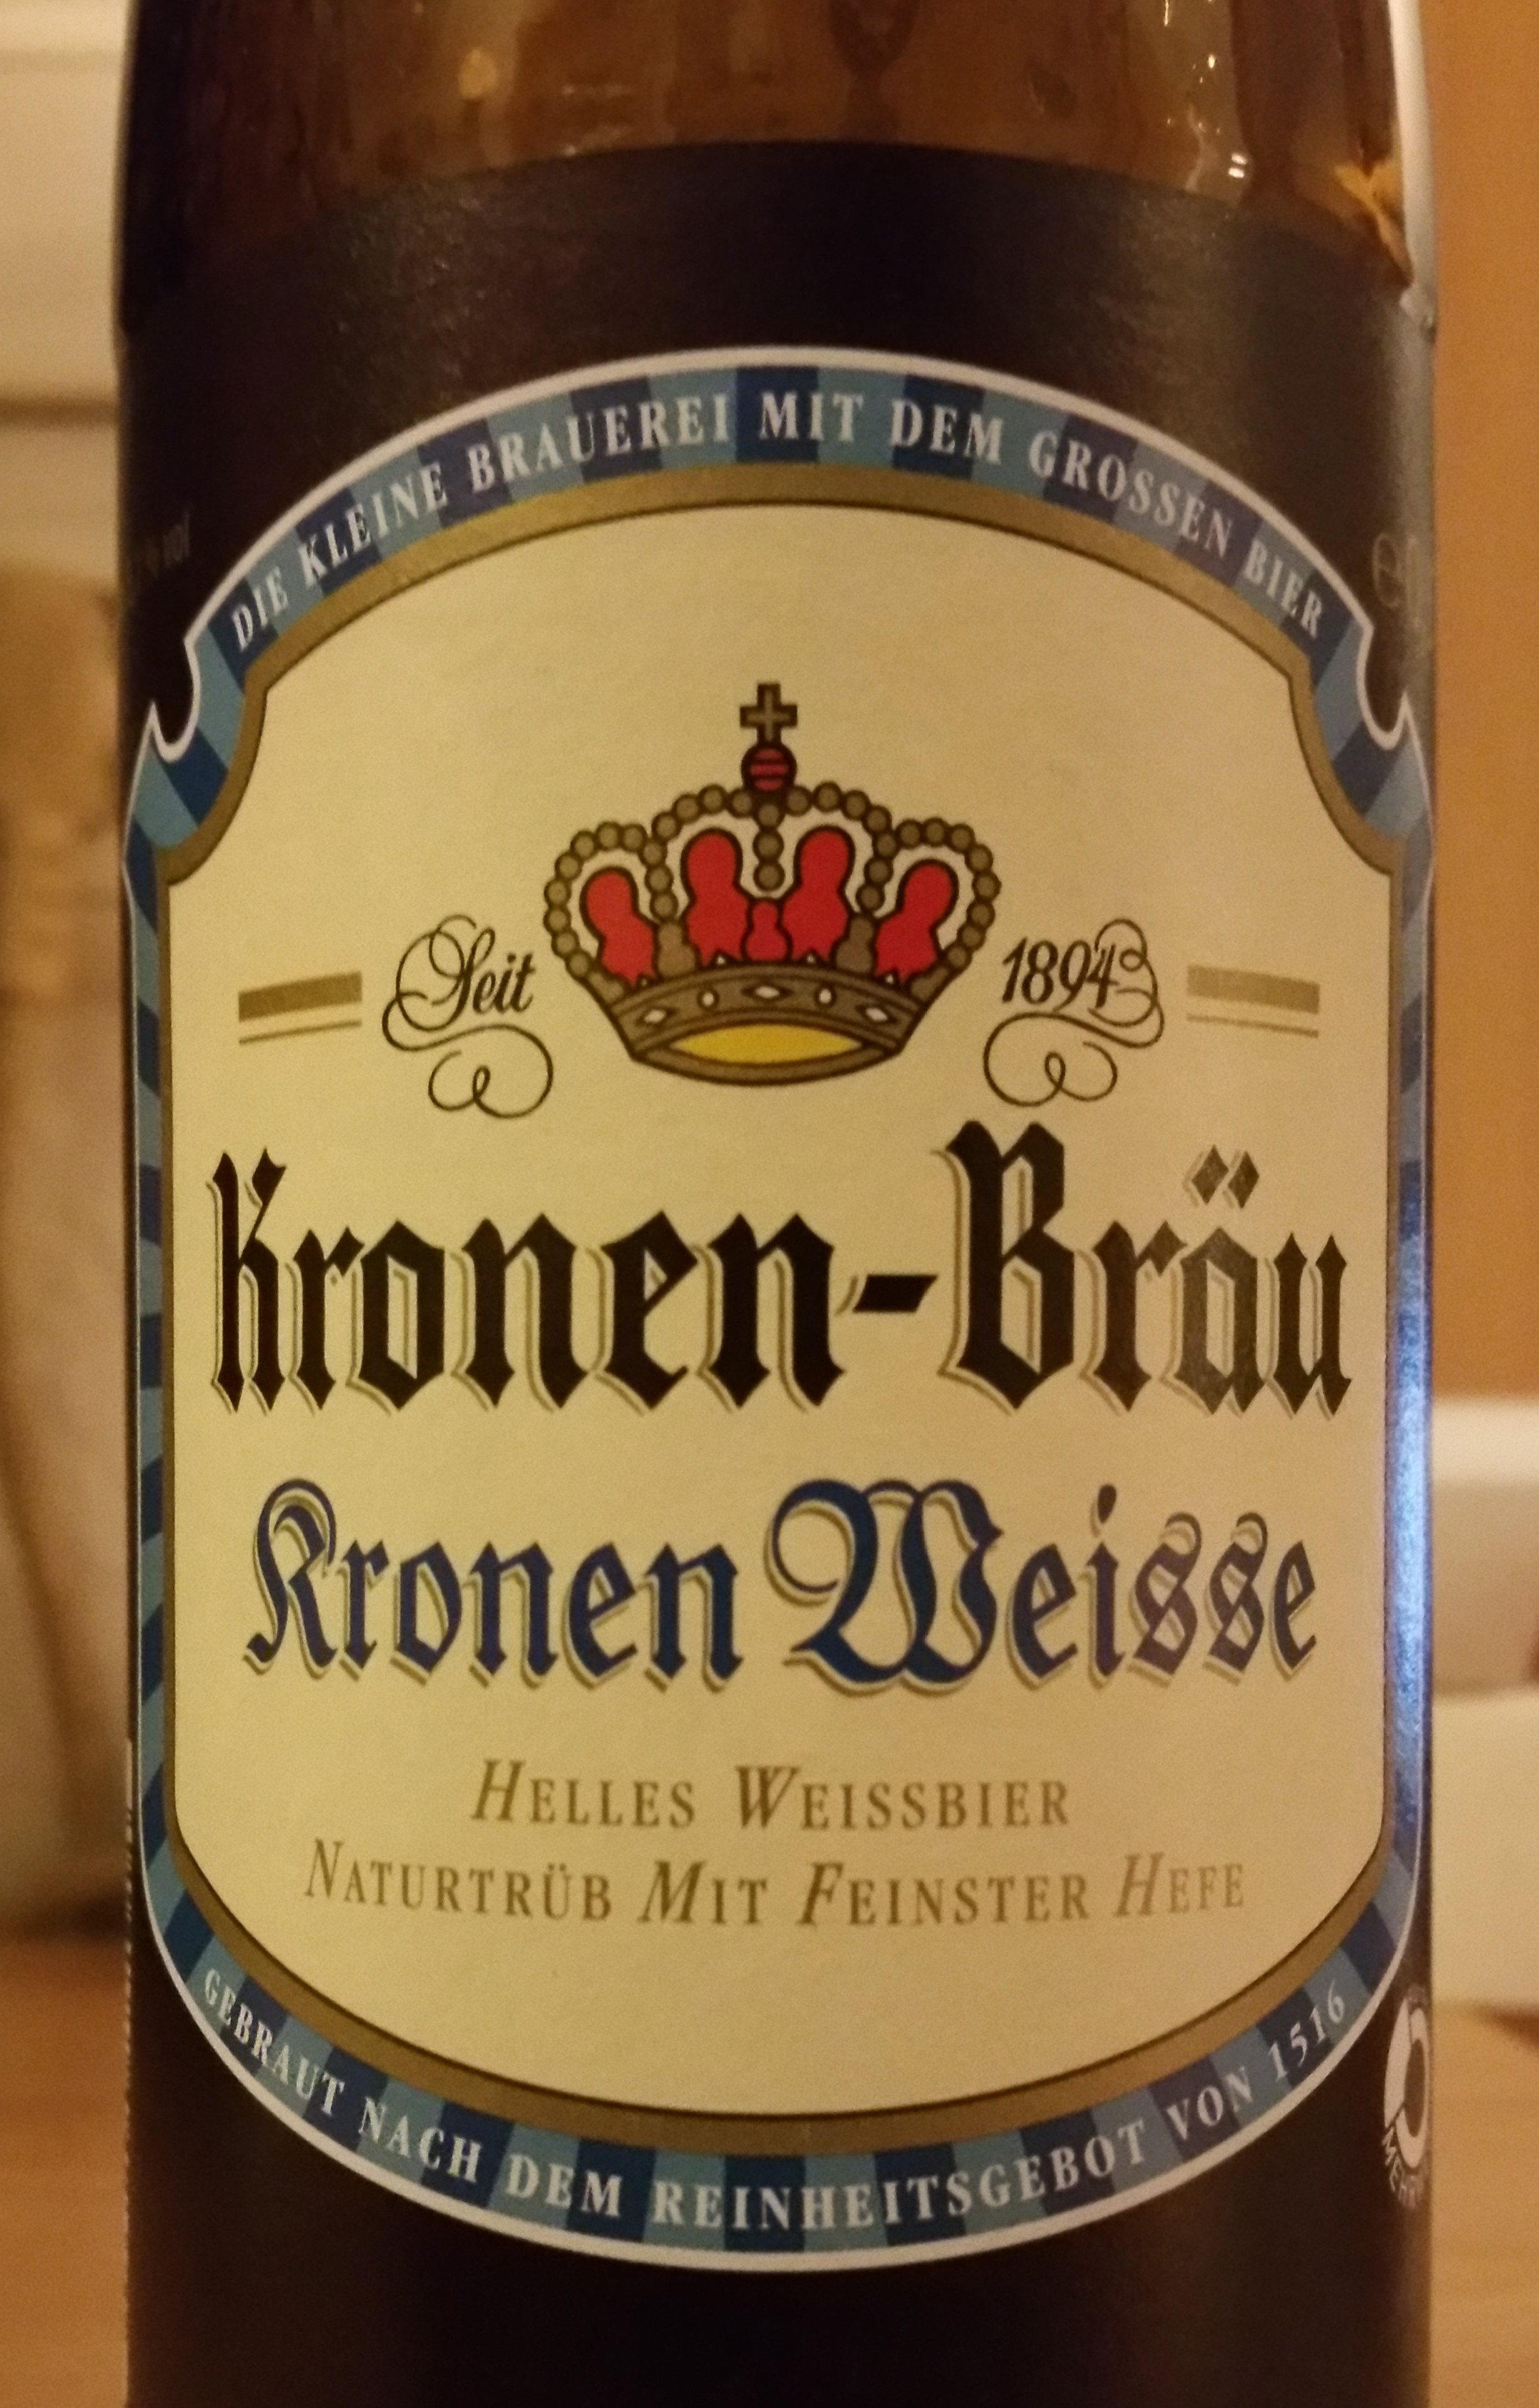 DIE KLEINE BRAUEREI MIT DEM GROSSEN BIER
Seit 1894
Kronen-Bräu
Kronen Weisse
HELLES WEISSBIER
NATURTRÜB MIT FEINSTER HEFE
GEBRAUT NACH DEM REINHEITSGEBOT VON 1516